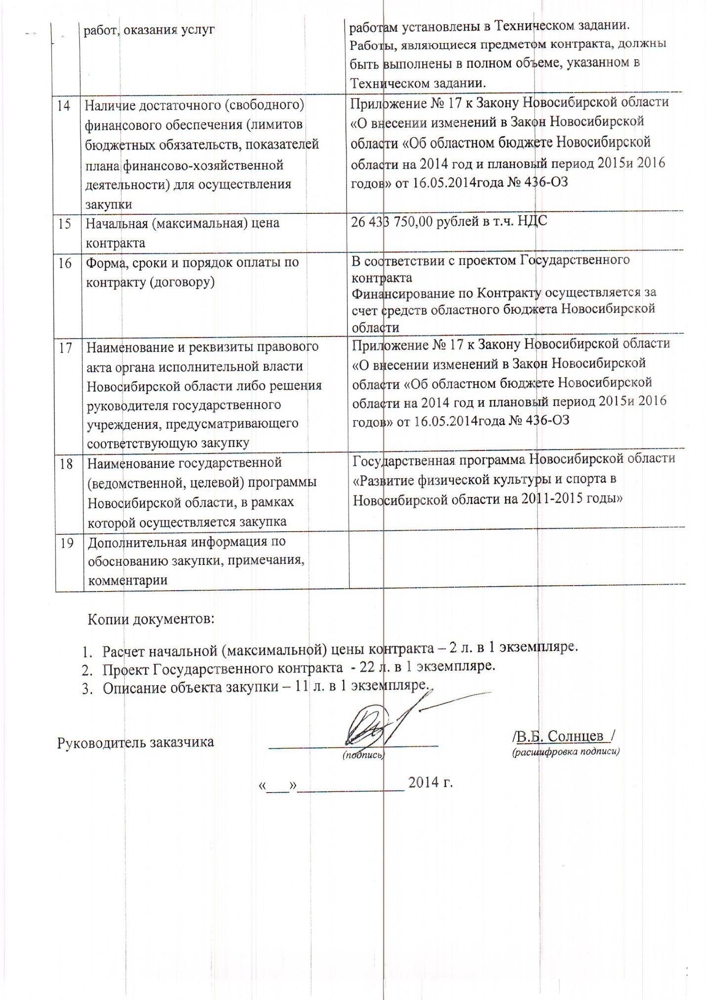 работ, оказания услуг
работам установлены в Техническом задании.
Работы, являющиеся предметом контракта, должны
быть выполнены в полном объеме, указанном в
Техническом задании.
14
Наличие достаточного (свободного)
финансового обеспечения (лимитов
бюджетных обязательств, показателей
плана финансово-хозяйственной
деятельности) для осуществления
закупки
Приложение № 17 к Закону Новосибирской области
«О внесении изменений в Закон Новосибирской
области «Об областном бюджете Новосибирской
области на 2014 год и плановый период 2015и 2016
годов» от 16.05.2014года № 436-ОЗ
15
Начальная (максимальная) цена
контракта
26 433 750,00 рублей в т.ч. НДС
16
Форма, сроки и порядок оплаты по
контракту (договору)
В соответствии с проектом Государственного
контракта
Финансирование по Контракту осуществляется за
счет средств областного бюджета Новосибирской
области
17
Наименование и реквизиты правового
акта органа исполнительной власти
Новосибирской области либо решения
руководителя государственного
учреждения, предусматривающего
соответствующую закупку
Приложение № 17 к Закону Новосибирской области
«О внесении изменений в Закон Новосибирской
области «Об областном бюджете Новосибирской
области на 2014 год и плановый период 2015и 2016
годов» от 16.05.2014года № 436-ОЗ
18
Наименование государственной
(ведомственной, целевой) программы
Новосибирской области, в рамках
которой осуществляется закупка
Государственная программа Новосибирской области
«Развитие физической культуры и спорта в
Новосибирской области на 2011-2015 годы»
19
Дополнительная информация по
обоснованию закупки, примечания,
комментарии
Копии документов:
1. Расчет начальной (максимальной) цены контракта – 2 л. в 1 экземпляре.
2. Проект Государственного контракта - 22 л. в 1 экземпляре.
3. Описание объекта закупки – 11 л. в 1 экземпляре.
Руководитель заказчика
/В.Б. Солнцев /
(подпись)
(расшифровка подписи)
«___»______________ 2014 г.